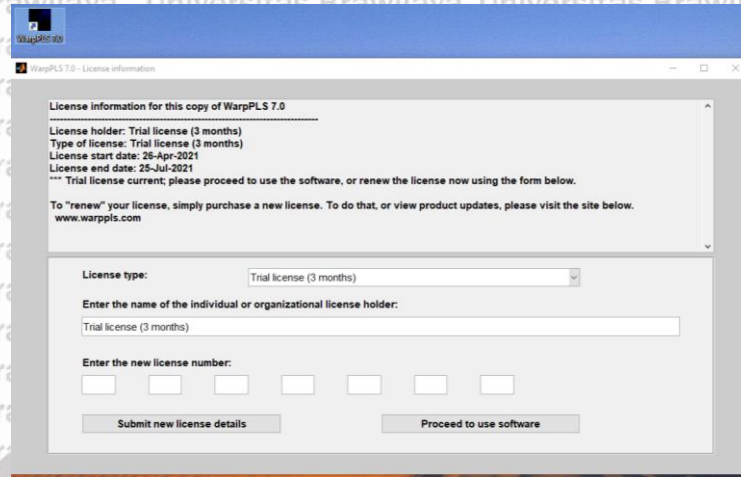 WarpPLS 7.0
WarpPLS 7.0 - License information
License information for this copy of WarpPLS 7.0
License holder: Trial license (3 months)
Type of license: Trial license (3 months)
License start date: 26-Apr-2021
License end date: 25-Jul-2021
*** Trial license current; please proceed to use the software, or renew the license now using the form below.
To "renew" your license, simply purchase a new license. To do that, or view product updates, please visit the site below.
www.warppls.com
License type:
Trial license (3 months)
Enter the name of the individual or organizational license holder:
Trial license (3 months)
Enter the new license number:
Submit new license details
Proceed to use software